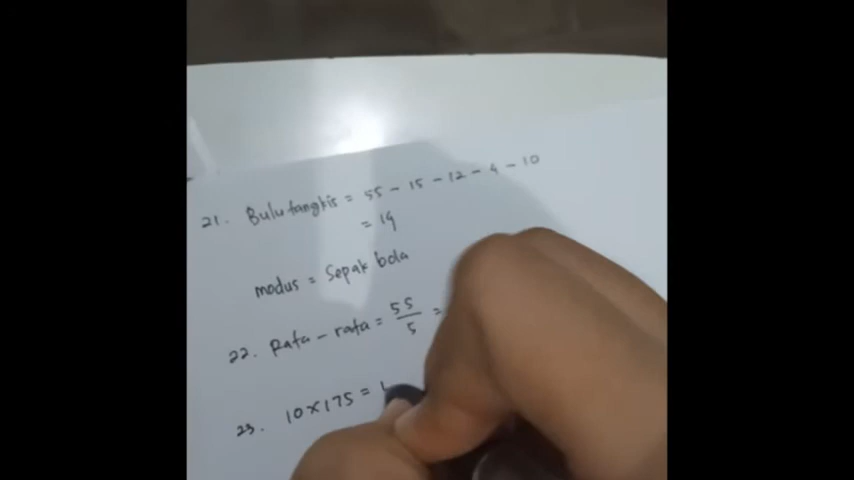 21. Bulutangkis = 55 - 15 - 12 - 4 - 10
= 14
modus = Sepak bola
22. Rata - rata = 55/5 =
23. 10 x 175 = 1